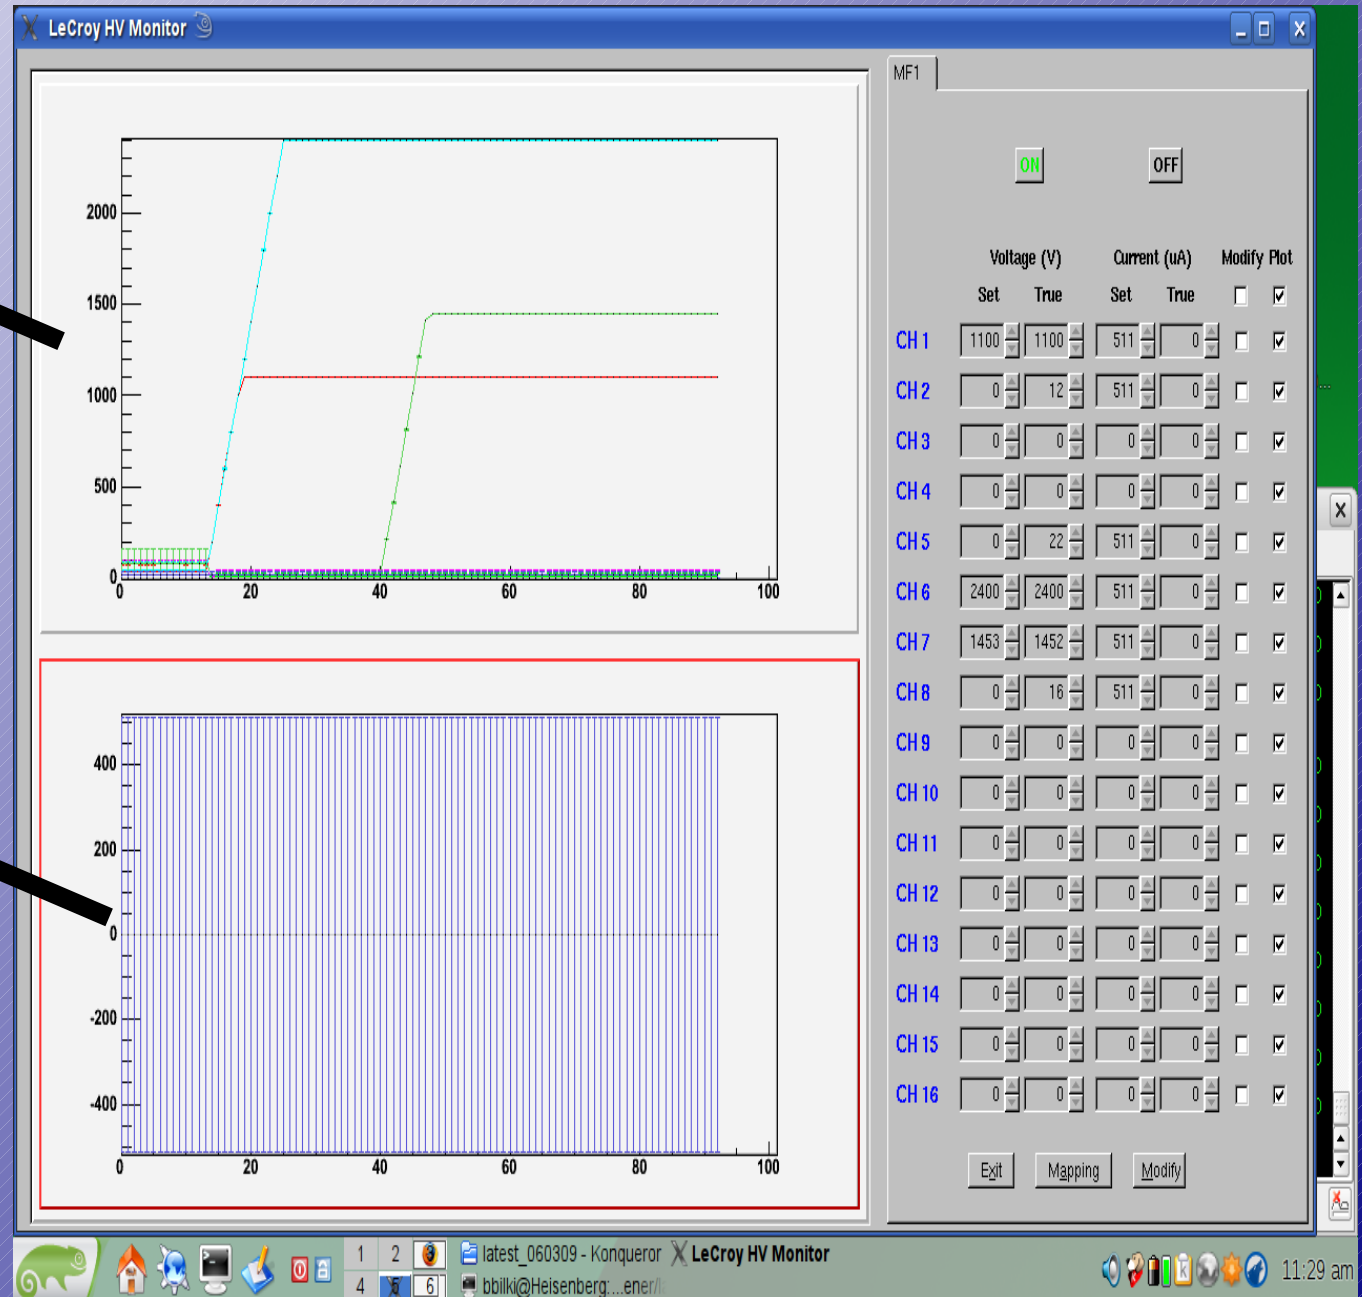 LeCroy HV Monitor
2000
1500
1000
500
0
0 20 40 60 80 100
400
200
0
-200
-400
0 20 40 60 80 100
MF1
ON OFF
Voltage (V) Current (uA) Modify Plot
Set True Set True
CH 1 1100 1100 511 0
CH 2 0 12 511 0
CH 3 0 0 0 0
CH 4 0 0 0 0
CH 5 0 22 511 0
CH 6 2400 2400 511 0
CH 7 1453 1452 511 0
CH 8 0 16 511 0
CH 9 0 0 0 0
CH 10 0 0 0 0
CH 11 0 0 0 0
CH 12 0 0 0 0
CH 13 0 0 0 0
CH 14 0 0 0 0
CH 15 0 0 0 0
CH 16 0 0 0 0
Exit Mapping Modify
1 2 latest_060309 - Konqueror LeCroy HV Monitor
4 5 6 bbilki@Heisenberg:...ener/
11:29 am